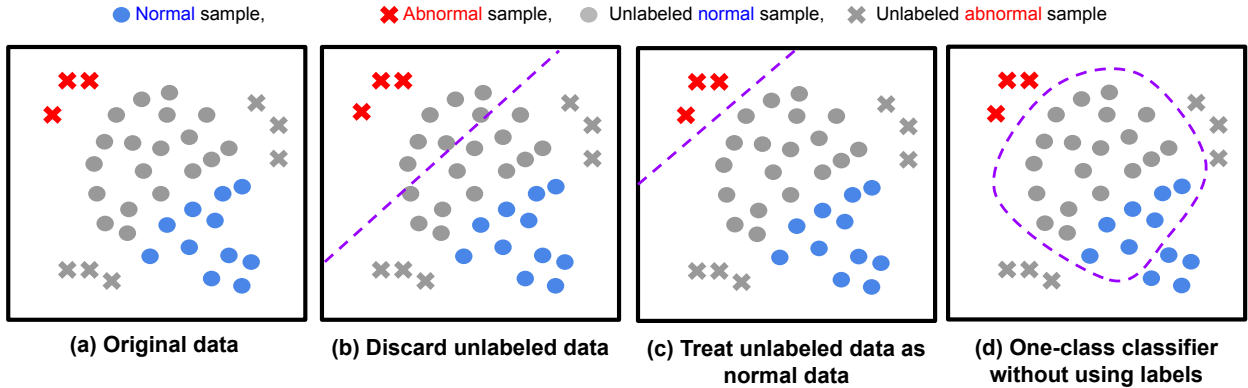 Normal sample, Abnormal sample, Unlabeled normal sample, Unlabeled abnormal sample
(a) Original data
(b) Discard unlabeled data
(c) Treat unlabeled data as
normal data
(d) One-class classifier
without using labels